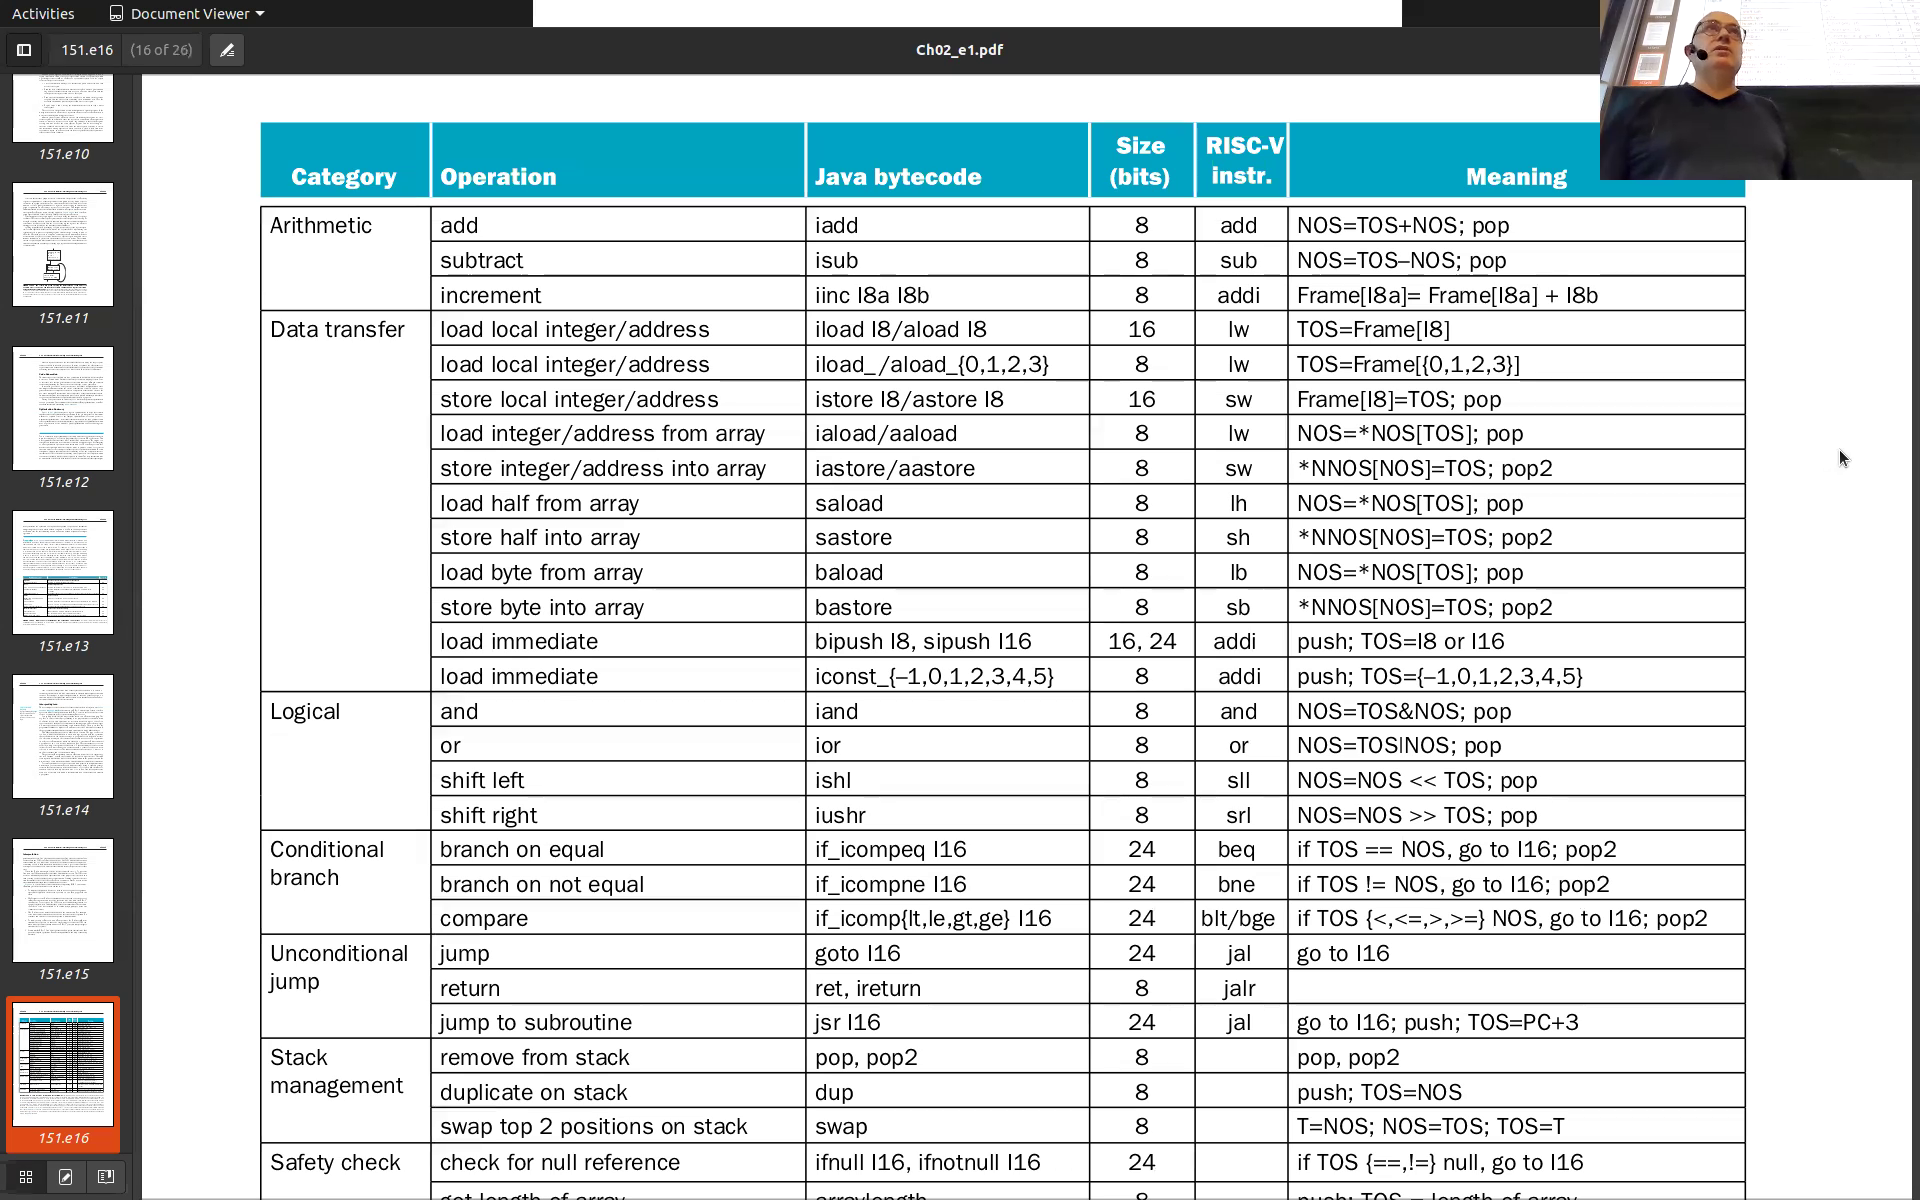 Activities
Document Viewer
151.e16
(16 of 26)
Ch02_e1.pdf
151.e10
151.e11
151.e12
151.e13
151.e14
151.e15
151.e16
Category Operation Java bytecode Size (bits) RISC-V instr. Meaning
Arithmetic add iadd 8 add NOS=TOS+NOS; pop
subtract isub 8 sub NOS=TOS–NOS; pop
increment iinc I8a I8b 8 addi Frame[I8a]= Frame[I8a] + I8b
Data transfer load local integer/address iload I8/aload I8 16 lw TOS=Frame[I8]
load local integer/address iload_/aload_{0,1,2,3} 8 lw TOS=Frame[{0,1,2,3}]
store local integer/address istore I8/astore I8 16 sw Frame[I8]=TOS; pop
load integer/address from array iaload/aaload 8 lw NOS=*NOS[TOS]; pop
store integer/address into array iastore/aastore 8 sw *NNOS[NOS]=TOS; pop2
load half from array saload 8 lh NOS=*NOS[TOS]; pop
store half into array sastore 8 sh *NNOS[NOS]=TOS; pop2
load byte from array baload 8 lb NOS=*NOS[TOS]; pop
store byte into array bastore 8 sb *NNOS[NOS]=TOS; pop2
load immediate bipush I8, sipush I16 16, 24 addi push; TOS=I8 or I16
load immediate iconst_{–1,0,1,2,3,4,5} 8 addi push; TOS={–1,0,1,2,3,4,5}
Logical and iand 8 and NOS=TOS&NOS; pop
or ior 8 or NOS=TOS|NOS; pop
shift left ishl 8 sll NOS=NOS << TOS; pop
shift right iushr 8 srl NOS=NOS >> TOS; pop
Conditional branch branch on equal if_icompeq I16 24 beq if TOS == NOS, go to I16; pop2
branch on not equal if_icompne I16 24 bne if TOS != NOS, go to I16; pop2
compare if_icomp{lt,le,gt,ge} I16 24 blt/bge if TOS {<,<=,>,>=} NOS, go to I16; pop2
Unconditional jump jump goto I16 24 jal go to I16
return ret, ireturn 8 jalr
jump to subroutine jsr I16 24 jal go to I16; push; TOS=PC+3
Stack management remove from stack pop, pop2 8 pop, pop2
duplicate on stack dup 8 push; TOS=NOS
swap top 2 positions on stack swap 8 T=NOS; NOS=TOS; TOS=T
Safety check check for null reference ifnull I16, ifnotnull I16 24 if TOS {==,!=} null, go to I16
get length of array arraylength 8 push; TOS = length of array